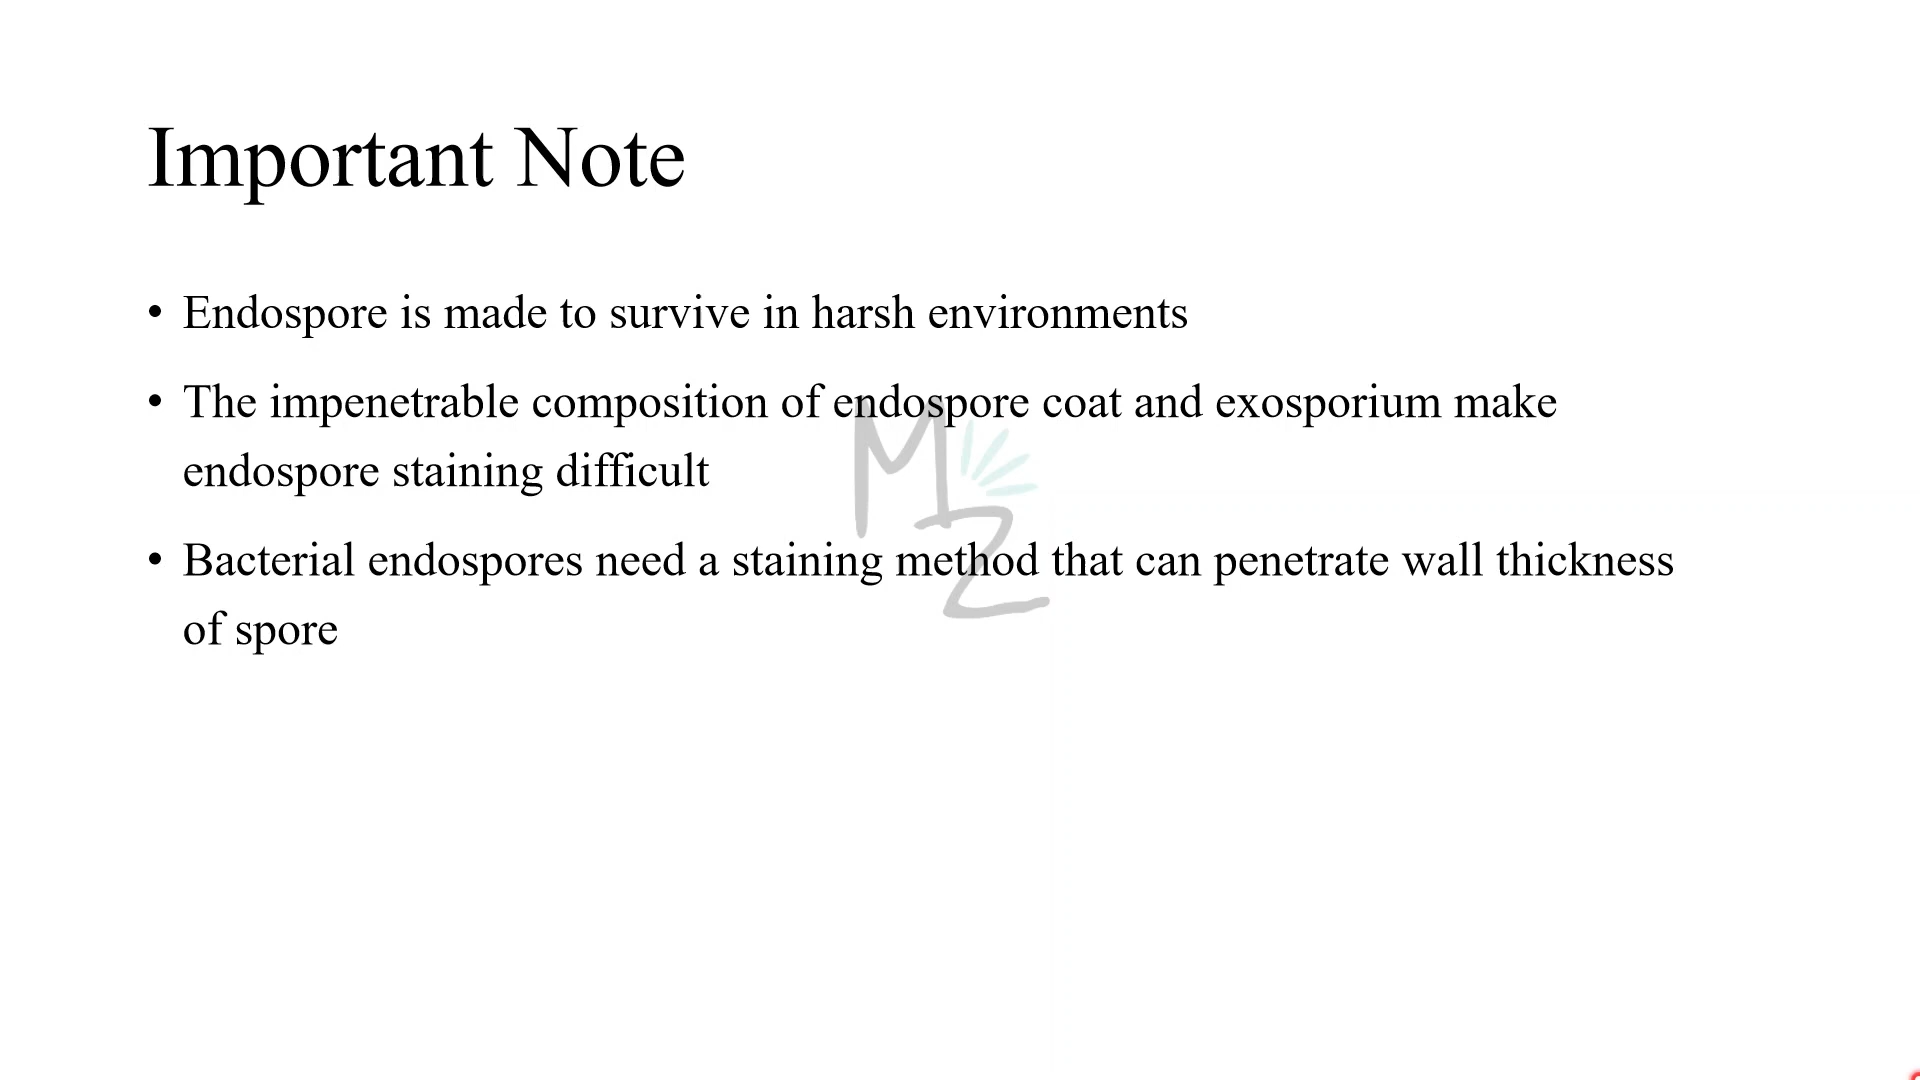 Important Note
• Endospore is made to survive in harsh environments
• The impenetrable composition of endospore coat and exosporium make
endospore staining difficult
• Bacterial endospores need a staining method that can penetrate wall thickness
of spore
MZ